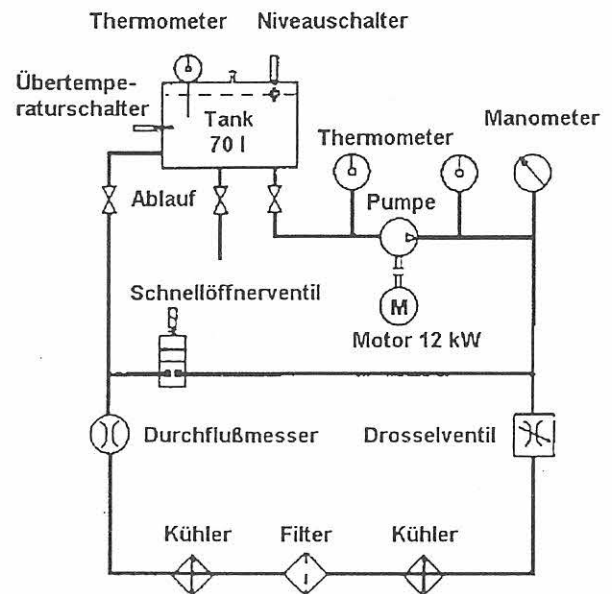 Thermometer Niveauschalter
Übertempe-
raturschalter
Tank
70 l
Thermometer
Manometer
Ablauf
Pumpe
Schnellöffnerventil
M
Motor 12 kW
Durchflußmesser
Drosselventil
Kühler Filter Kühler